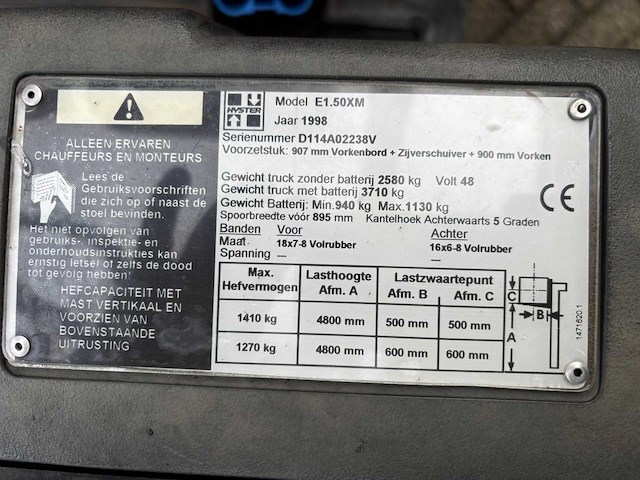 ALLEEN ERVAREN
CHAUFFEURS EN MONTEURS
Lees de
Gebruiksvoorschriften
die zich op of naast de
stoel bevinden.
Het niet opvolgen van
gebruiks-, inspektie- en
onderhoudsinstrukties kan
ernstig letsel of zelfs de dood
tot gevolg hebben!
HEFCAPACITEIT MET
MAST VERTIKAAL EN
VOORZIEN VAN
BOVENSTAANDE
UITRUSTING
HYSTER
Model E1.50XM
Jaar 1998
Serienummer D114A02238V
Voorzetstuk: 907 mm Vorkenbord + Zijverschuiver + 900 mm Vorken
Gewicht truck zonder batterij 2580 kg Volt 48
Gewicht truck met batterij 3710 kg
Gewicht Batterij: Min.940 kg Max.1130 kg
Spoorbreedte vóór 895 mm Kantelhoek Achterwaarts 5 Graden
CE
Banden Voor Achter
Maat 18x7-8 Volrubber 16x6-8 Volrubber
Spanning — —
Max. Hefvermogen Lasthoogte Afm. A Lastzwaartepunt Afm. B Afm. C
1410 kg 4800 mm 500 mm 500 mm
1270 kg 4800 mm 600 mm 600 mm
C
B
A
1471620.1